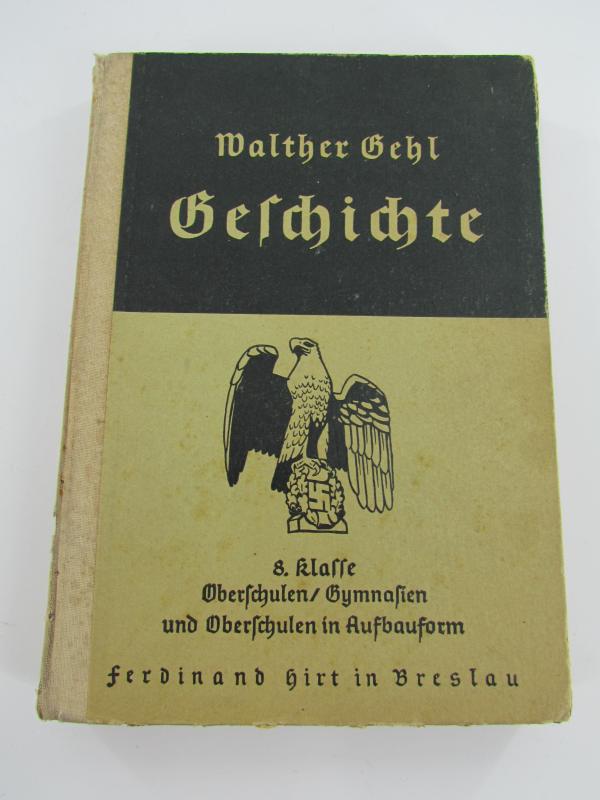 Walther Gehl
Geſchichte
8. Klaſſe
Oberſchulen/Gymnaſien
und Oberſchulen in Aufbauform
Ferdinand Hirt in Breslau